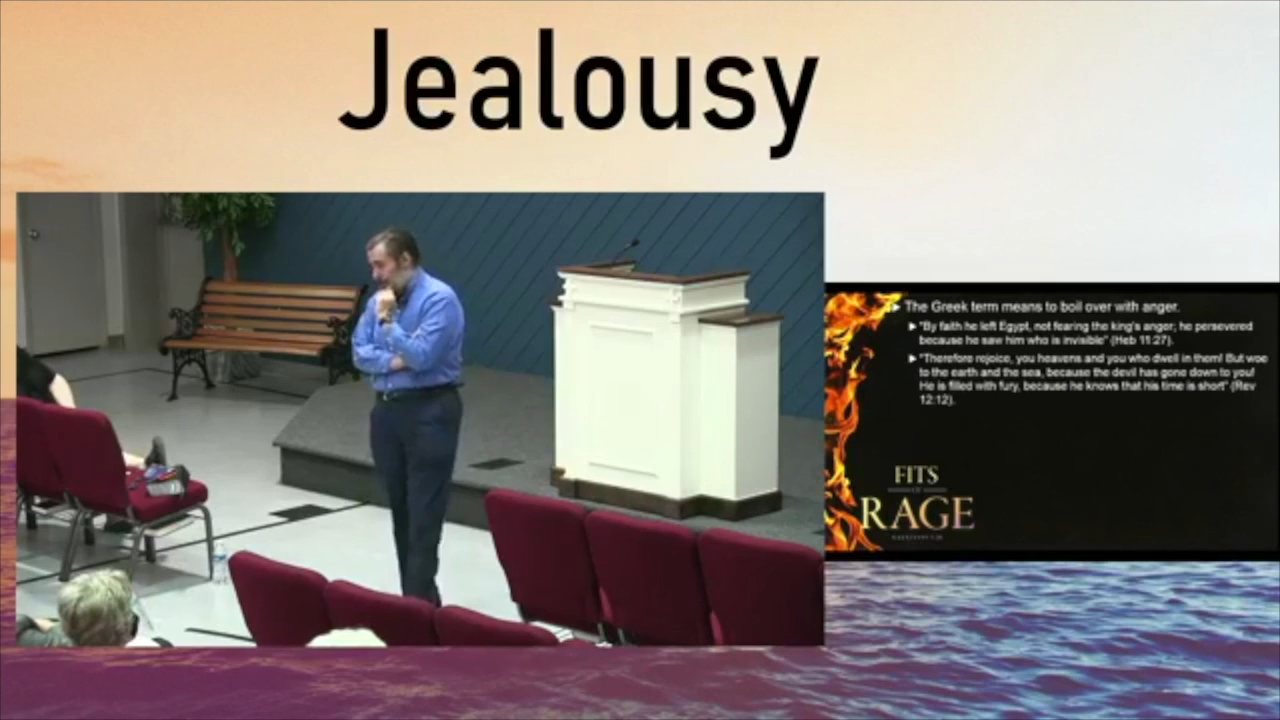 Jealousy
The Greek term means to boil over with anger.
"By faith he left Egypt, not fearing the king's anger; he persevered
because he saw him who is invisible" (Heb 11:27).
"Therefore rejoice, you heavens and you who dwell in them! But woe
to the earth and the sea, because the devil has gone down to you!
He is filled with fury, because he knows that his time is short" (Rev
12:12).
FITS
RAGE